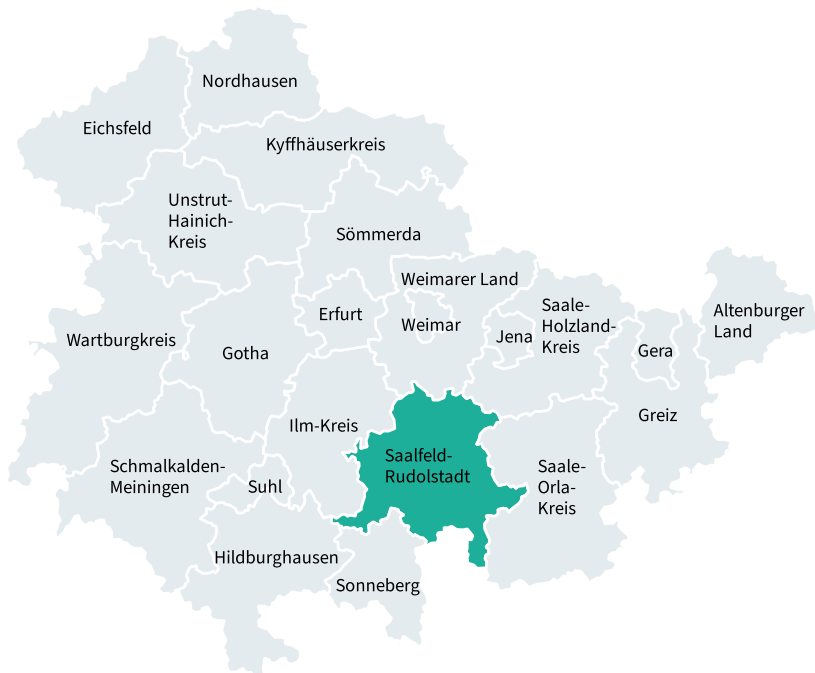 Nordhausen
Eichsfeld
Kyffhäuserkreis
Unstrut-
Hainich-
Kreis
Sömmerda
Weimarer Land
Saale-
Holzland-
Kreis
Altenburger
Land
Erfurt
Weimar
Jena
Gera
Wartburgkreis
Gotha
Greiz
Ilm-Kreis
Saalfeld-
Rudolstadt
Saale-
Orla-
Kreis
Schmalkalden-
Meiningen
Suhl
Hildburghausen
Sonneberg